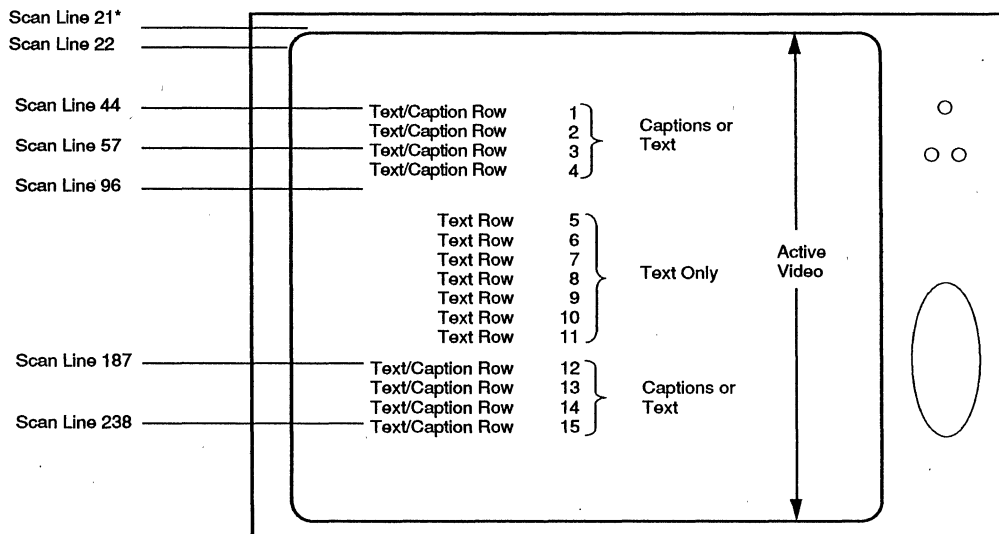 Scan Line 21*
Scan Line 22
Scan Line 44
Text/Caption Row 1
Text/Caption Row 2
Captions or
Text
Scan Line 57
Text/Caption Row 3
Text/Caption Row 4
Scan Line 96
Text Row 5
Text Row 6
Text Row 7
Active
Video
Text Row 8
Text Only
Text Row 9
Text Row 10
Text Row 11
Scan Line 187
Text/Caption Row 12
Text/Caption Row 13
Captions or
Text
Text/Caption Row 14
Scan Line 238
Text/Caption Row 15